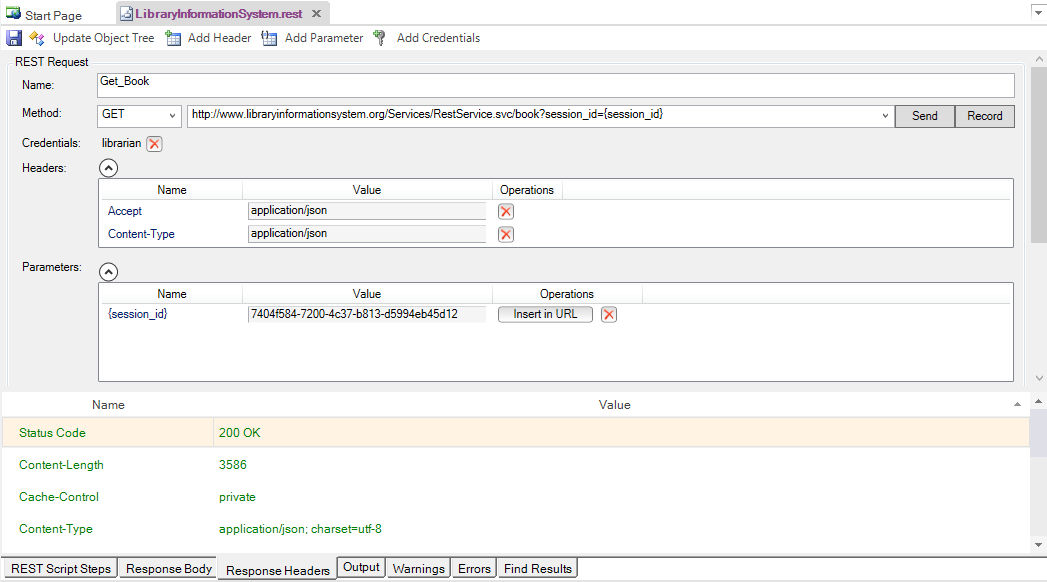 Start Page
LibraryInformationSystem.rest
Update Object Tree Add Header Add Parameter Add Credentials
REST Request
Name: Get_Book
Method: GET http://www.libraryinformationsystem.org/Services/RestService.svc/book?session_id={session_id} Send Record
Credentials: librarian
Headers:
Name Value Operations
Accept application/json
Content-Type application/json
Parameters:
Name Value Operations
{session_id} 7404f584-7200-4c37-b813-d5994eb45d12 Insert in URL
Name Value
Status Code 200 OK
Content-Length 3586
Cache-Control private
Content-Type application/json; charset=utf-8
REST Script Steps Response Body Response Headers Output Warnings Errors Find Results